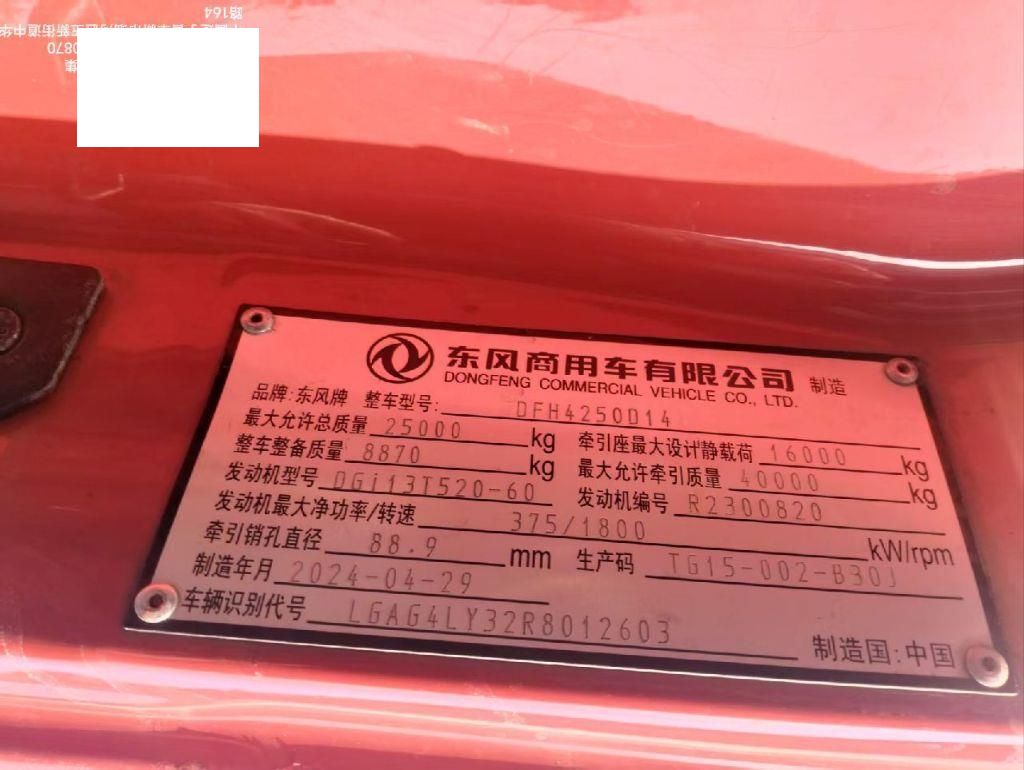 东风商用车有限公司 制造
DONGFENG COMMERCIAL VEHICLE CO., LTD.
品牌:东风牌 整车型号: DFH4250D14
最大允许总质量 25000 kg 牵引座最大设计静载荷 16000 kg
整车整备质量 8870 kg 最大允许牵引质量 40000 kg
发动机型号 DGi13T520-60 发动机编号 R2300820
发动机最大净功率/转速 375/1800 kW/rpm
牵引销孔直径 88.9 mm 生产码 TG15-002-B30J
制造年月 2024-04-29
车辆识别代号 LGAG4LY32R8012603 制造国:中国
路164
0870